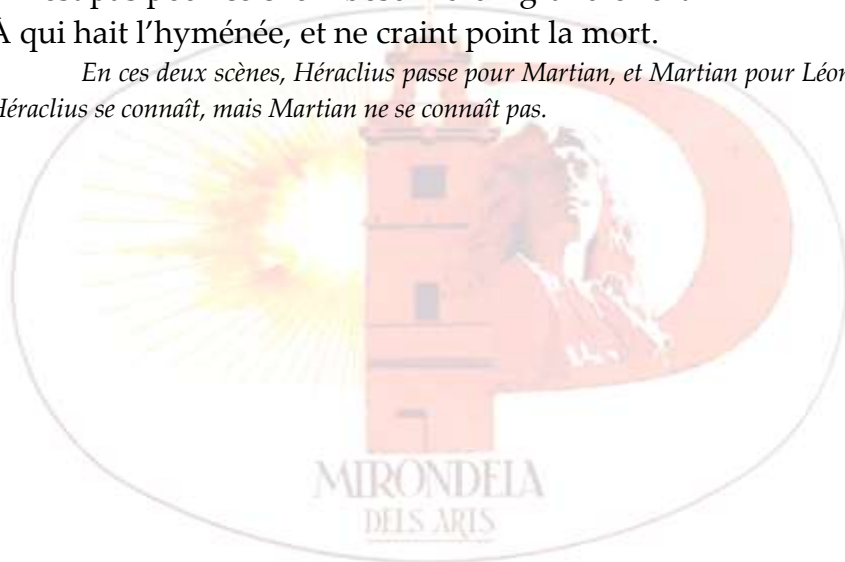 À qui hait l’hyménée, et ne craint point la mort.
En ces deux scènes, Héraclius passe pour Martian, et Martian pour Léon
Héraclius se connaît, mais Martian ne se connaît pas.
MIRONDELA
DELS ARTS